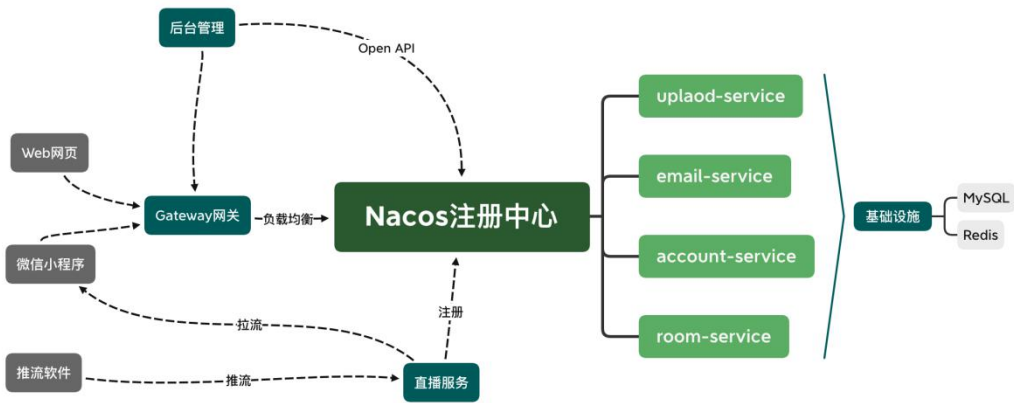 后台管理
Open API
uplaod-service
Web网页
email-service
MySQL
Gateway网关
负载均衡
Nacos注册中心
基础设施
Redis
微信小程序
account-service
注册
拉流
room-service
推流软件
推流
直播服务